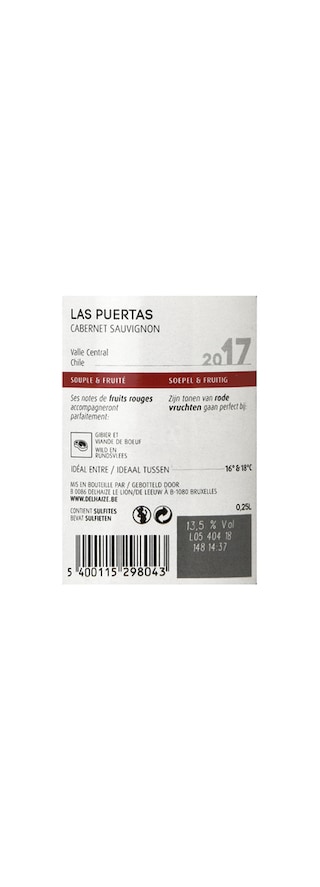 LAS PUERTAS
CABERNET SAUVIGNON
Valle Central
Chile
2017
SOUPLE & FRUITÉ SOEPEL & FRUITIG
Ses notes de fruits rouges
accompagneront
parfaitement:
Zijn tonen van rode
vruchten gaan perfect bij:
GIBIER ET
VIANDE DE BOEUF
WILD EN
RUNDSVLEES
IDÉAL ENTRE / IDEAAL TUSSEN 16° & 18°C
MIS EN BOUTEILLE PAR / GEBOTTELD DOOR
B 0086 DELHAIZE LE LION/DE LEEUW À B-1080 BRUXELLES
WWW.DELHAIZE.BE
CONTIENT SULFITES
BEVAT SULFIETEN
0,25L
13,5 % Vol
L05 404 18
148 14:37
5 400115 298043